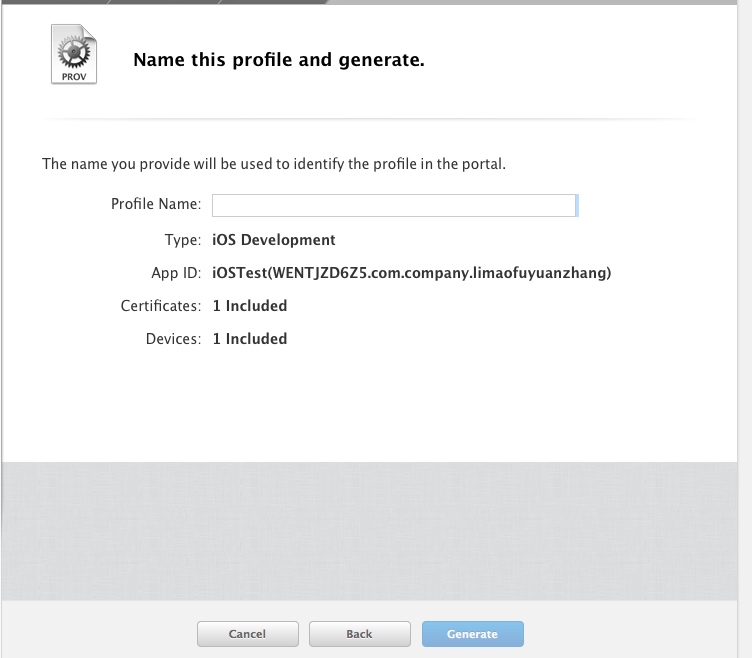 PROV
Name this profile and generate.
The name you provide will be used to identify the profile in the portal.
Profile Name:
Type: iOS Development
App ID: iOSTest(WENTJZD6Z5.com.company.limaofuyuanzhang)
Certificates: 1 Included
Devices: 1 Included
Cancel Back Generate